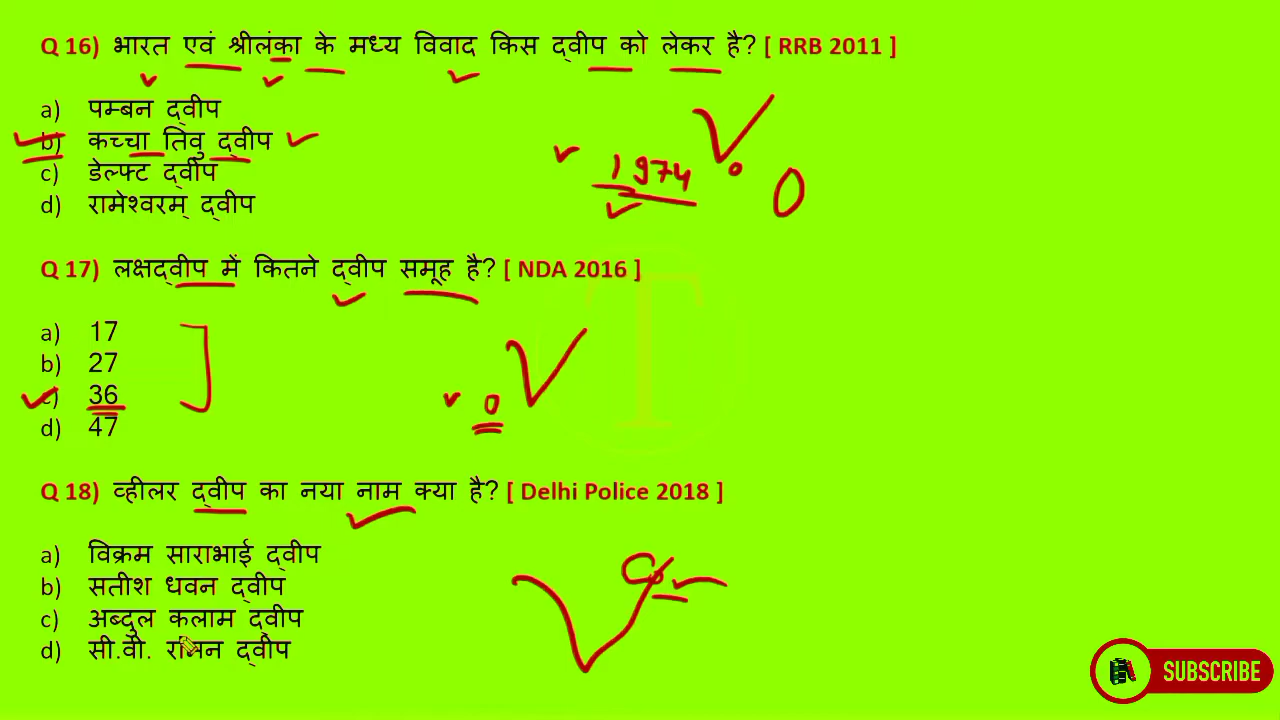 Q 16) भारत एवं श्रीलंका के मध्य विवाद किस द्वीप को लेकर है? [ RRB 2011 ]
a) पम्बन द्वीप
b) कच्चा तिवु द्वीप
c) डेल्फ्ट द्वीप
d) रामेश्वरम् द्वीप
1974
Q 17) लक्षद्वीप में कितने द्वीप समूह है? [ NDA 2016 ]
a) 17
b) 27
c) 36
d) 47
Q 18) व्हीलर द्वीप का नया नाम क्या है? [ Delhi Police 2018 ]
a) विक्रम साराभाई द्वीप
b) सतीश धवन द्वीप
c) अब्दुल कलाम द्वीप
d) सी.वी. रामन द्वीप
T
SUBSCRIBE